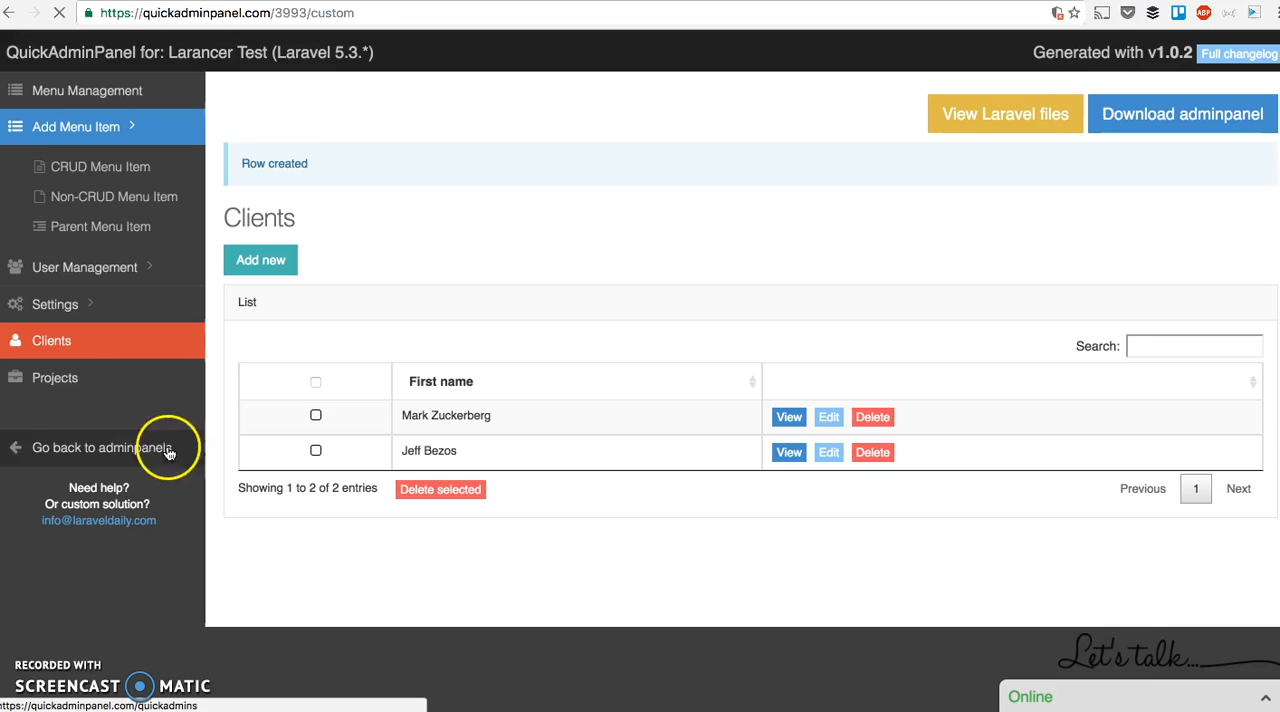 https://quickadminpanel.com/3993/custom
QuickAdminPanel for: Larancer Test (Laravel 5.3.*)
Generated with v1.0.2 Full changelog
Menu Management
Add Menu Item
CRUD Menu Item
Non-CRUD Menu Item
Parent Menu Item
User Management
Settings
Clients
Projects
Go back to adminpanels
Need help?
Or custom solution?
info@laraveldaily.com
View Laravel files Download adminpanel
Row created
Clients
Add new
List
Search:
First name
Mark Zuckerberg View Edit Delete
Jeff Bezos View Edit Delete
Showing 1 to 2 of 2 entries Delete selected Previous 1 Next
RECORDED WITH
SCREENCAST MATIC
https://quickadminpanel.com/quickadmins
Let's talk...
Online
ABP